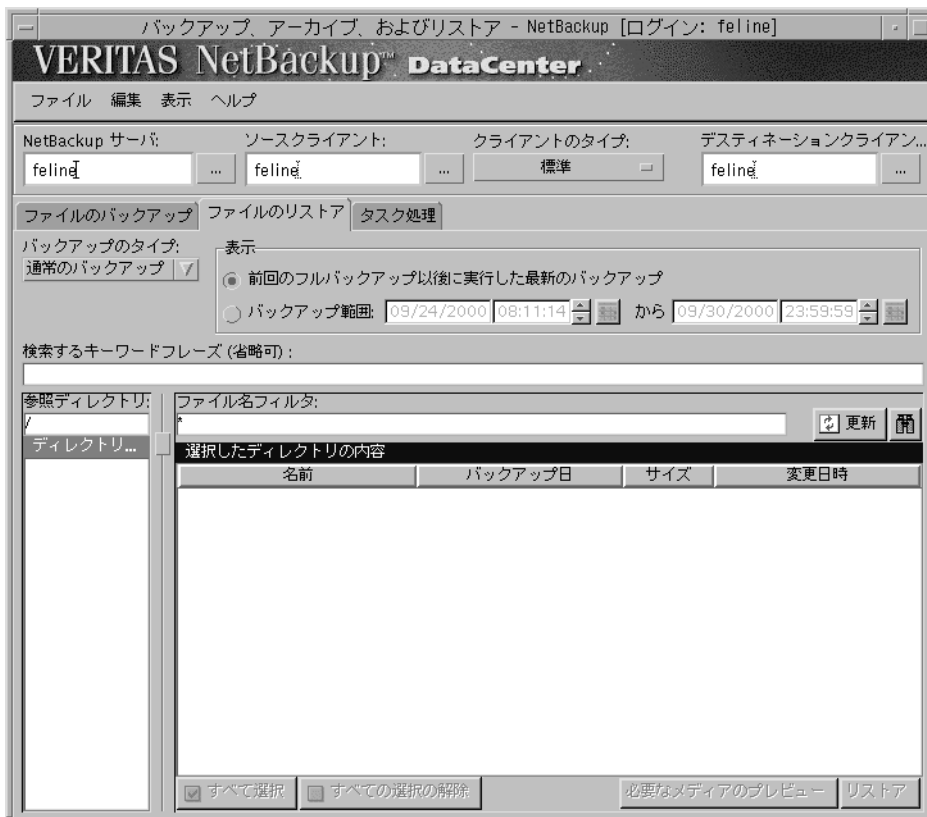 バックアップ、アーカイブ、およびリストア - NetBackup [ログイン: feline]
VERITAS NetBackup™ DataCenter
ファイル 編集 表示 ヘルプ
NetBackup サーバ: ソースクライアント: クライアントのタイプ: デスティネーションクライアン...
feline ... feline ... 標準 feline ...
ファイルのバックアップ ファイルのリストア タスク処理
バックアップのタイプ: 表示
通常のバックアップ 前回のフルバックアップ以後に実行した最新のバックアップ
バックアップ範囲: 09/24/2000 08:11:14 から 09/30/2000 23:59:59
検索するキーワードフレーズ (省略可) :
参照ディレクトリ: ファイル名フィルタ:
/ * 更新
ディレクトリ... 選択したディレクトリの内容
名前 バックアップ日 サイズ 変更日時
すべて選択 すべての選択の解除 必要なメディアのプレビュー リストア